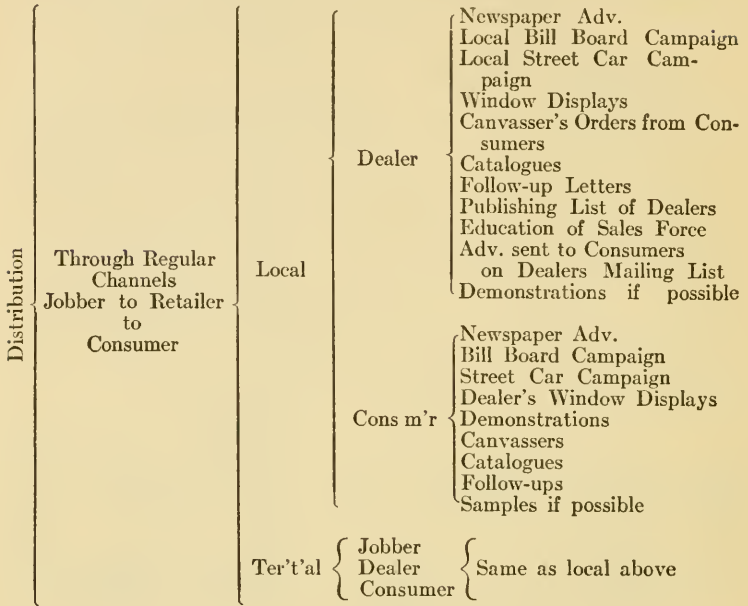 Distribution
Through Regular
Channels
Jobber to Retailer
to
Consumer
Local
Dealer
Newspaper Adv.
Local Bill Board Campaign
Local Street Car Cam-
paign
Window Displays
Canvasser's Orders from Con-
sumers
Catalogues
Follow-up Letters
Publishing List of Dealers
Education of Sales Force
Adv. sent to Consumers
on Dealers Mailing List
Demonstrations if possible
Cons m'r
Newspaper Adv.
Bill Board Campaign
Street Car Campaign
Dealer's Window Displays
Demonstrations
Canvassers
Catalogues
Follow-ups
Samples if possible
Ter't'al
Jobber
Dealer
Consumer
Same as local above